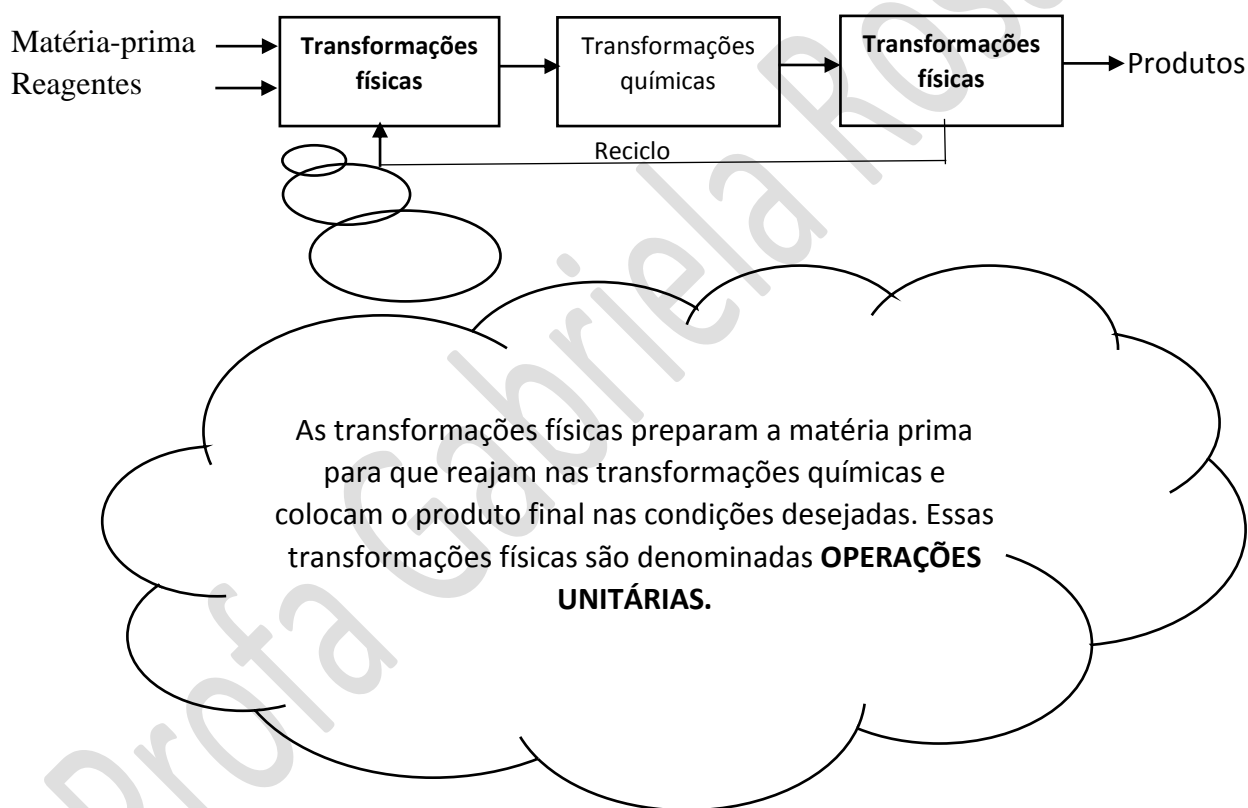 Matéria-prima
Reagentes
Transformações
físicas
Transformações
químicas
Transformações
físicas
Produtos
Reciclo
As transformações físicas preparam a matéria prima
para que reajam nas transformações químicas e
colocam o produto final nas condições desejadas. Essas
transformações físicas são denominadas OPERAÇÕES
UNITÁRIAS.
Profa Gabriela Rosa